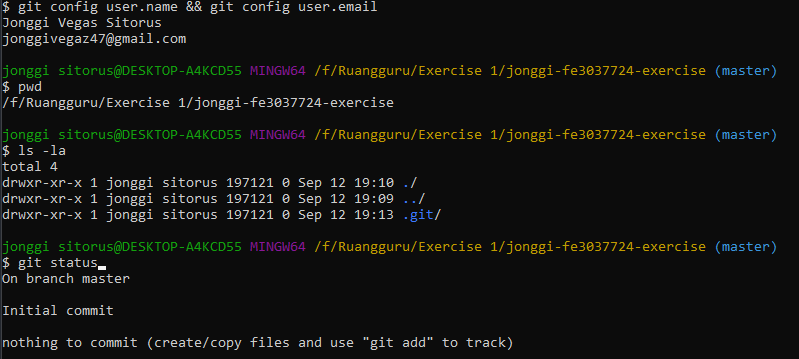 $ git config user.name && git config user.email
Jonggi Vegas Sitorus
jonggivegaz47@gmail.com
jonggi sitorus@DESKTOP-A4KCD55 MINGW64 /f/Ruangguru/Exercise 1/jonggi-fe3037724-exercise (master)
$ pwd
/f/Ruangguru/Exercise 1/jonggi-fe3037724-exercise
jonggi sitorus@DESKTOP-A4KCD55 MINGW64 /f/Ruangguru/Exercise 1/jonggi-fe3037724-exercise (master)
$ ls -la
total 4
drwxr-xr-x 1 jonggi sitorus 197121 0 Sep 12 19:10 ./
drwxr-xr-x 1 jonggi sitorus 197121 0 Sep 12 19:09 ../
drwxr-xr-x 1 jonggi sitorus 197121 0 Sep 12 19:13 .git/
jonggi sitorus@DESKTOP-A4KCD55 MINGW64 /f/Ruangguru/Exercise 1/jonggi-fe3037724-exercise (master)
$ git status
On branch master
Initial commit
nothing to commit (create/copy files and use "git add" to track)